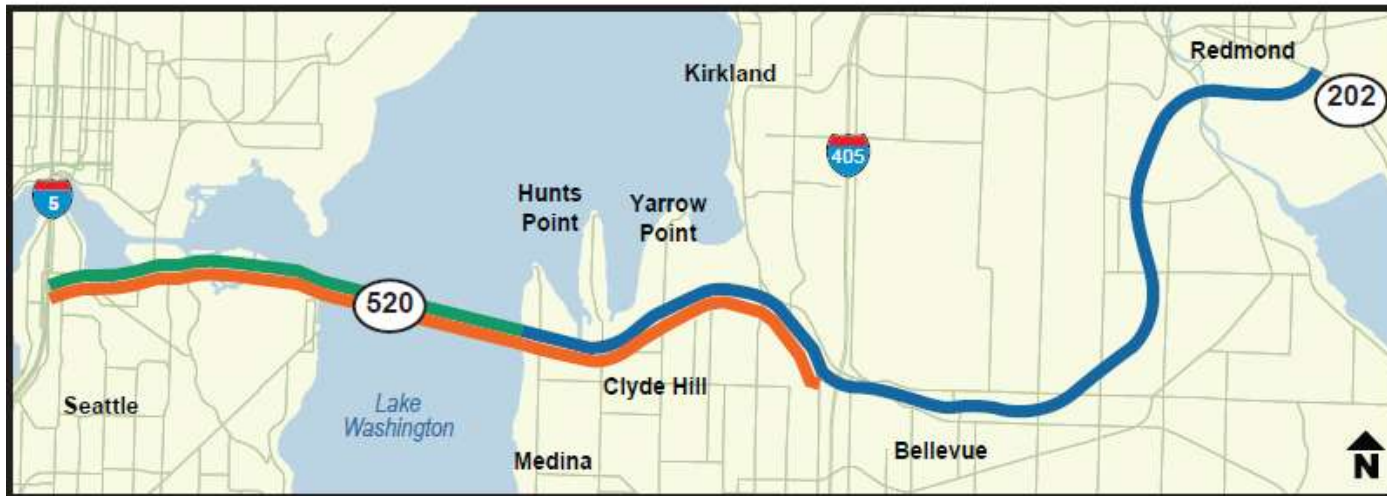 Redmond
Kirkland
202
405
5
Hunts
Point
Yarrow
Point
520
Clyde Hill
Seattle
Lake
Washington
Medina
Bellevue
N